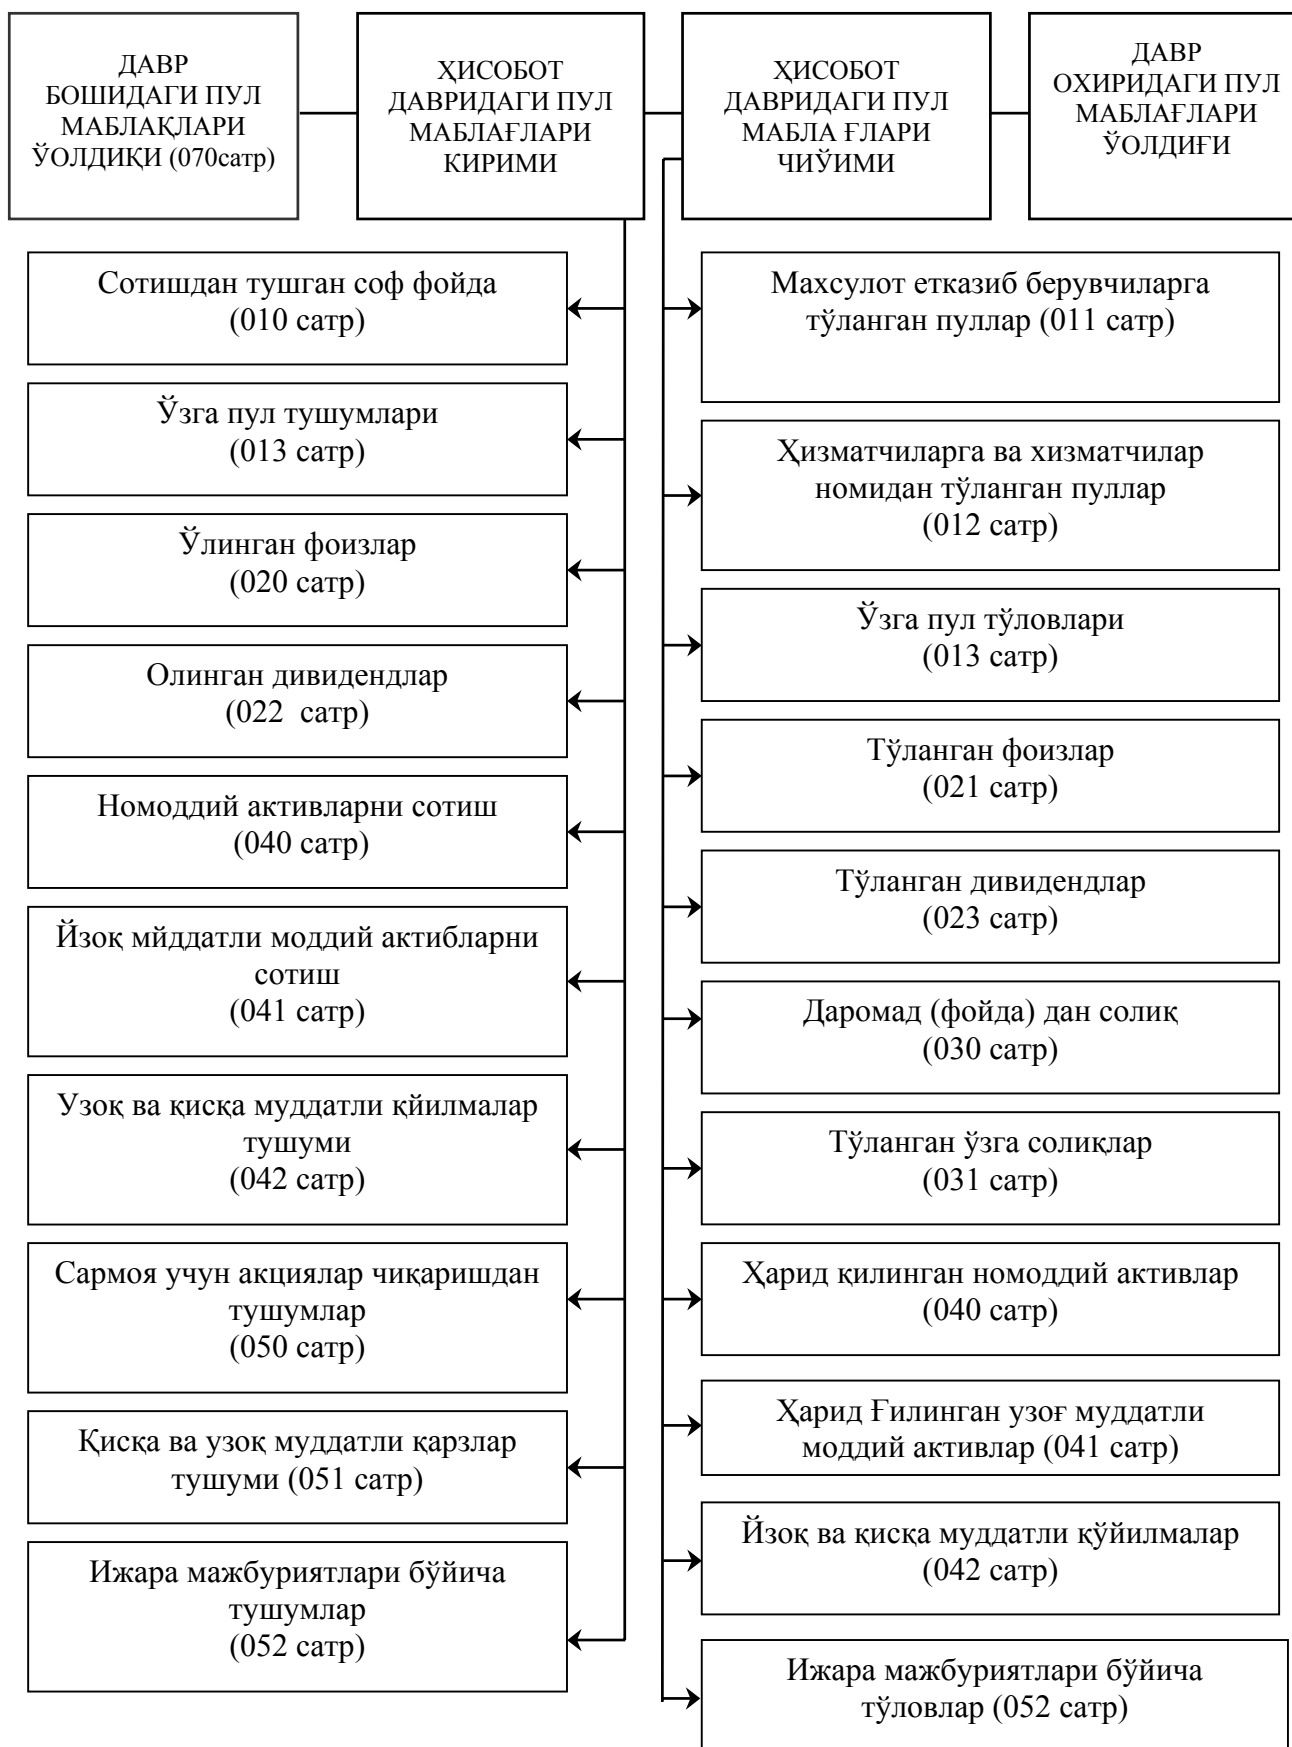 ДАВР
БОШИДАГИ ПУЛ
МАБЛАҚЛАРИ
ЎОЛДИҚИ (070сатр)
ҲИСОБОТ
ДАВРИДАГИ ПУЛ
МАБЛАҒЛАРИ
КИРИМИ
ҲИСОБОТ
ДАВРИДАГИ ПУЛ
МАБЛА ҒЛАРИ
ЧИЎИМИ
ДАВР
ОХИРИДАГИ ПУЛ
МАБЛАҒЛАРИ
ЎОЛДИҒИ
Сотишдан тушган соф фойда
(010 сатр)
Ўзга пул тушумлари
(013 сатр)
Ўлинган фоизлар
(020 сатр)
Олинган дивидендлар
(022  сатр)
Номоддий активларни сотиш
(040 сатр)
Йзоқ мйддатли моддий актибларни
сотиш
(041 сатр)
Узоқ ва қисқа муддатли қйилмалар
тушуми
(042 сатр)
Сармоя учун акциялар чиқаришдан
тушумлар
(050 сатр)
Қисқа ва узоқ муддатли қарзлар
тушуми (051 сатр)
Ижара мажбуриятлари бўйича
тушумлар
(052 сатр)
Махсулот етказиб берувчиларга
тўланган пуллар (011 сатр)
Ҳизматчиларга ва хизматчилар
номидан тўланган пуллар
(012 сатр)
Ўзга пул тўловлари
(013 сатр)
Тўланган фоизлар
(021 сатр)
Тўланган дивидендлар
(023 сатр)
Даромад (фойда) дан солиқ
(030 сатр)
Тўланган ўзга солиқлар
(031 сатр)
Ҳарид қилинган номоддий активлар
(040 сатр)
Ҳарид Ғилинган узоғ муддатли
моддий активлар (041 сатр)
Йзоқ ва қисқа муддатли қўйилмалар
(042 сатр)
Ижара мажбуриятлари бўйича
тўловлар (052 сатр)